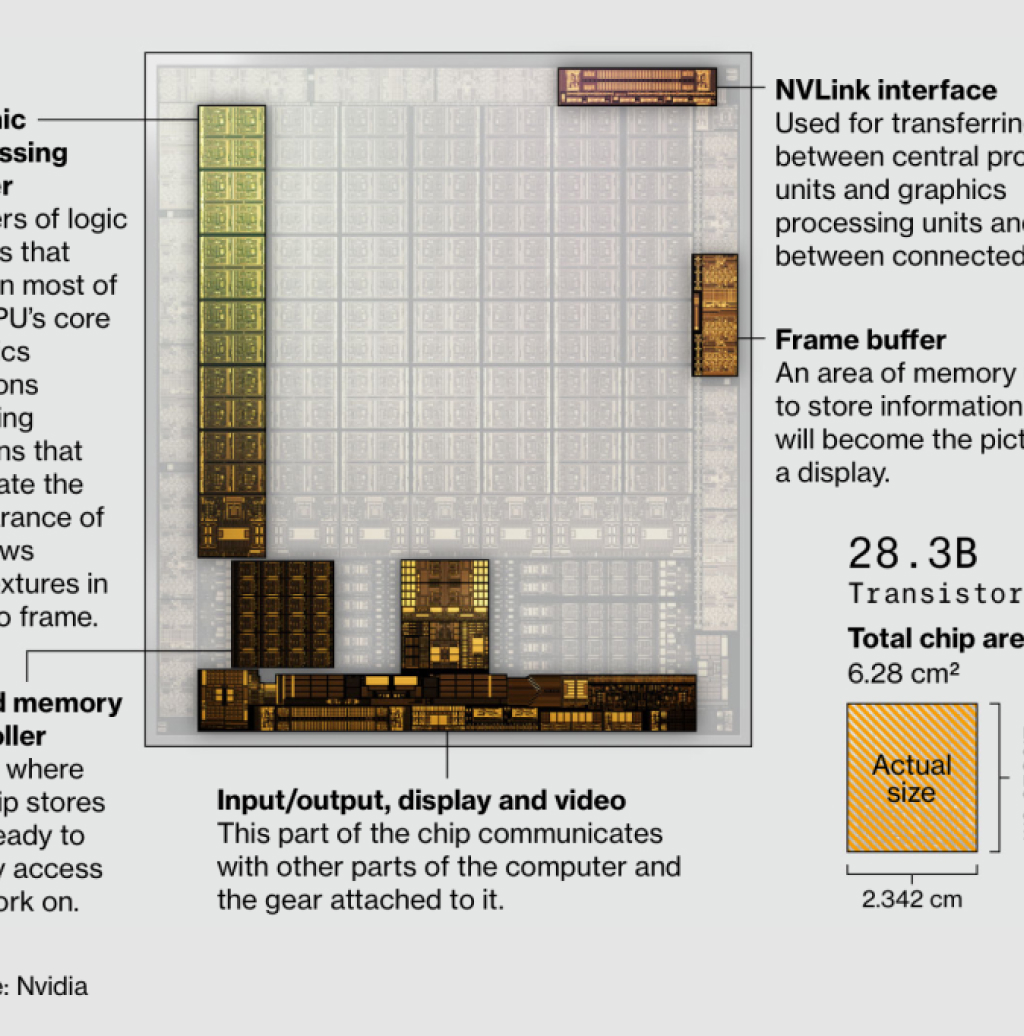 ic
ssing
r
ers of logic
s that
n most of
PU's core
cs
ons
ing
ns that
ate the
rance of
ws
xtures in
o frame.
d memory
oller
where
ip stores
eady to
y access
ork on.
e: Nvidia
Input/output, display and video
This part of the chip communicates
with other parts of the computer and
the gear attached to it.
NVLink interface
Used for transferrin
between central pro
units and graphics
processing units and
between connected
Frame buffer
An area of memory
to store information
will become the pict
a display.
28.3B
Transistor
Total chip are
6.28 cm²
Actual
size
2.342 cm